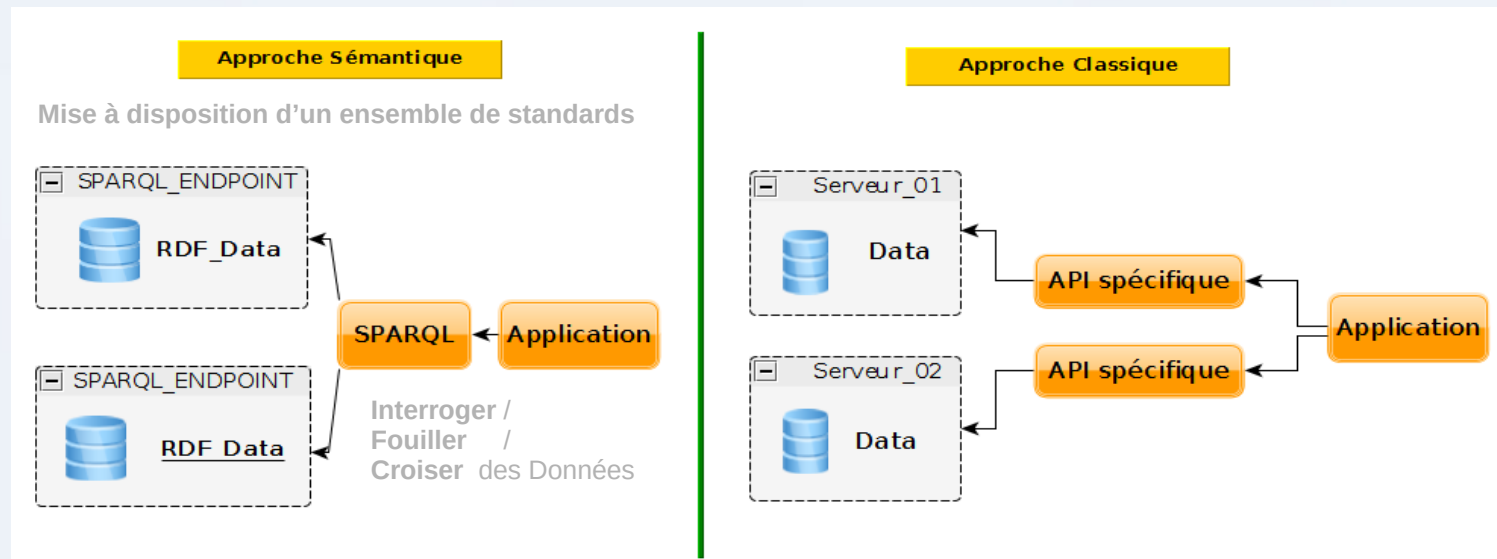 Approche Sémantique
Mise à disposition d’un ensemble de standards
SPARQL_ENDPOINT
RDF_Data
SPARQL
Application
SPARQL_ENDPOINT
RDF_Data
Interroger /
Fouiller /
Croiser des Données
Approche Classique
Serveur_01
Data
API spécifique
Application
API spécifique
Serveur_02
Data